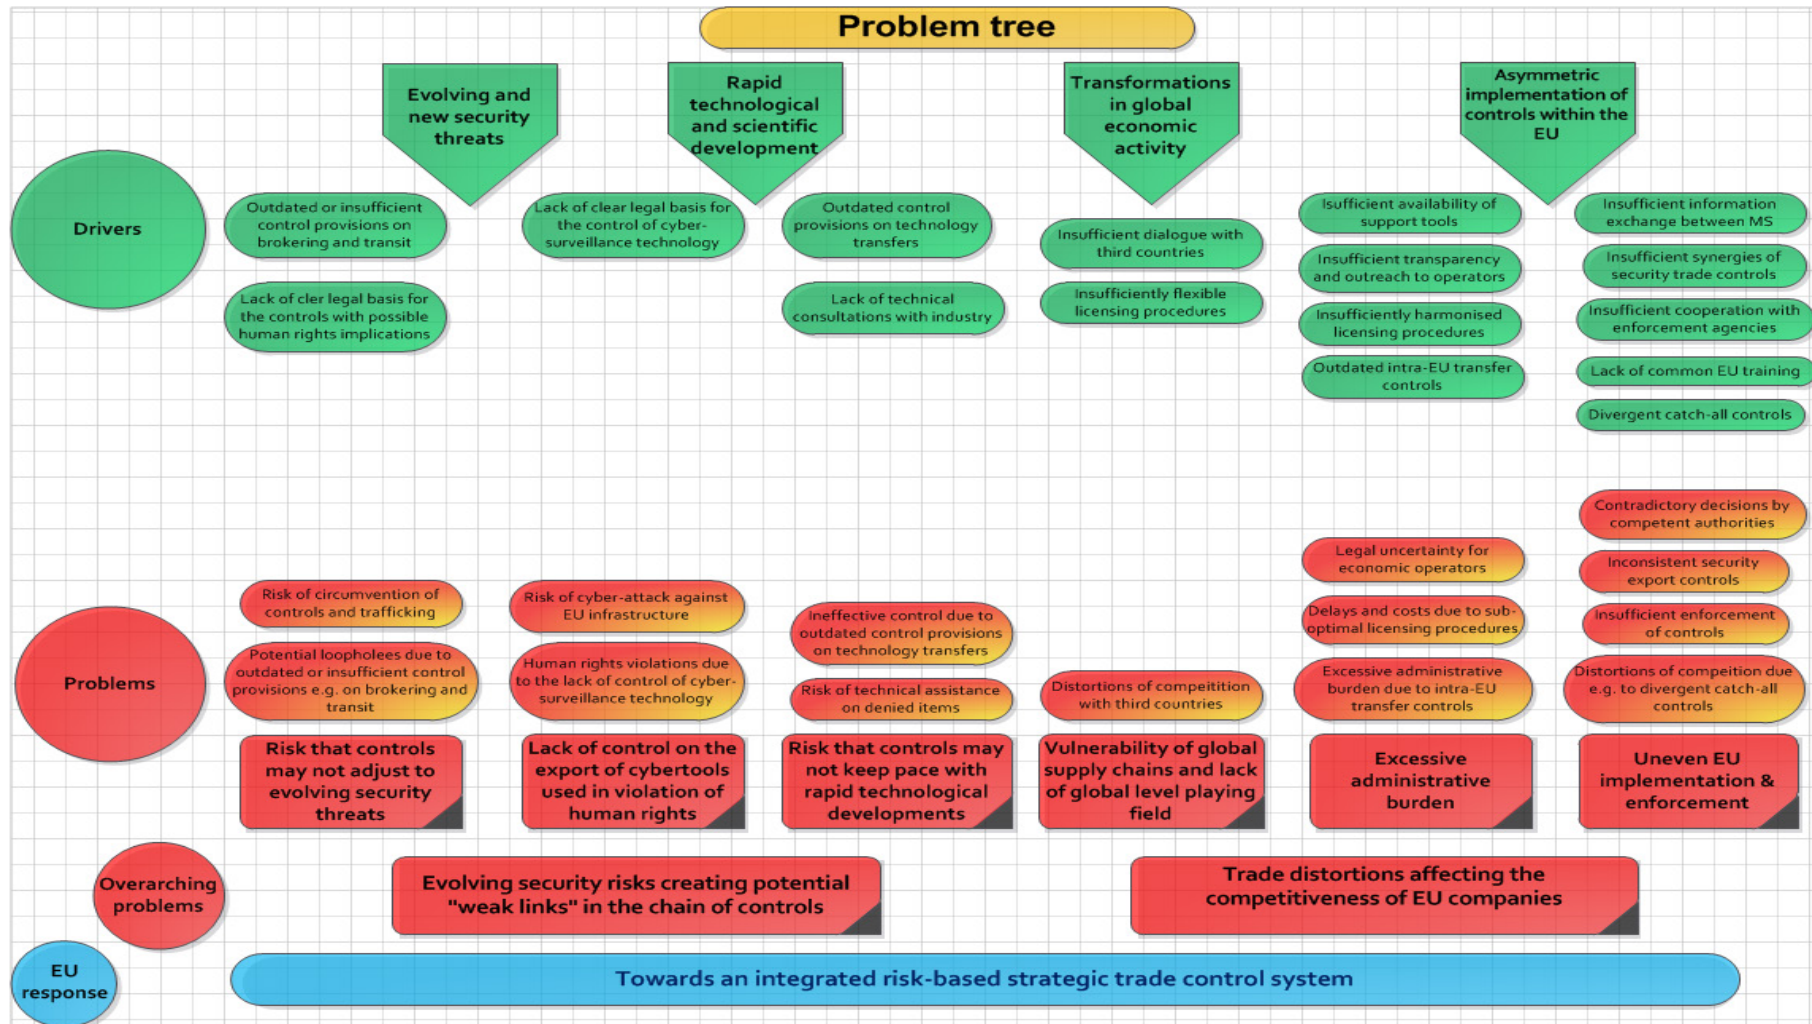 Problem tree
Evolving and
new security
threats
Rapid
technological
and scientific
development
Transformations
in global
economic
activity
Asymmetric
implementation of
controls within the
EU
Drivers
Outdated or insufficient
control provisions on
brokering and transit
Lack of cler legal basis for
the controls with possible
human rights implications
Lack of clear legal basis for
the control of cyber-
surveillance technology
Outdated control
provisions on technology
transfers
Lack of technical
consultations with industry
Insufficient dialogue with
third countries
Insufficiently flexible
licensing procedures
Isufficient availability of
support tools
Insufficient transparency
and outreach to operators
Insufficiently harmonised
licensing procedures
Outdated intra-EU transfer
controls
Insufficient information
exchange between MS
Insufficient synergies of
security trade controls
Insufficient cooperation with
enforcement agencies
Lack of common EU training
Divergent catch-all controls
Problems
Risk of circumvention of
controls and trafficking
Potential loopholees due to
outdated or insufficient control
provisions e.g. on brokering and
transit
Risk that controls
may not adjust to
evolving security
threats
Risk of cyber-attack against
EU infrastructure
Human rights violations due
to the lack of control of cyber-
surveillance technology
Lack of control on the
export of cybertools
used in violation of
human rights
Ineffective control due to
outdated control provisions
on technology transfers
Risk of technical assistance
on denied items
Risk that controls may
not keep pace with
rapid technological
developments
Distortions of compeitition
with third countries
Vulnerability of global
supply chains and lack
of global level playing
field
Legal uncertainty for
economic operators
Delays and costs due to sub-
optimal licensing procedures
Excessive administrative
burden due to intra-EU
transfer controls
Excessive
administrative
burden
Contradictory decisions by
competent authorities
Inconsistent security
export controls
Insufficient enforcement
of controls
Distortions of compeition due
e.g. to divergent catch-all
controls
Uneven EU
implementation &
enforcement
Overarching
problems
Evolving security risks creating potential
"weak links" in the chain of controls
Trade distortions affecting the
competitiveness of EU companies
EU
response
Towards an integrated risk-based strategic trade control system